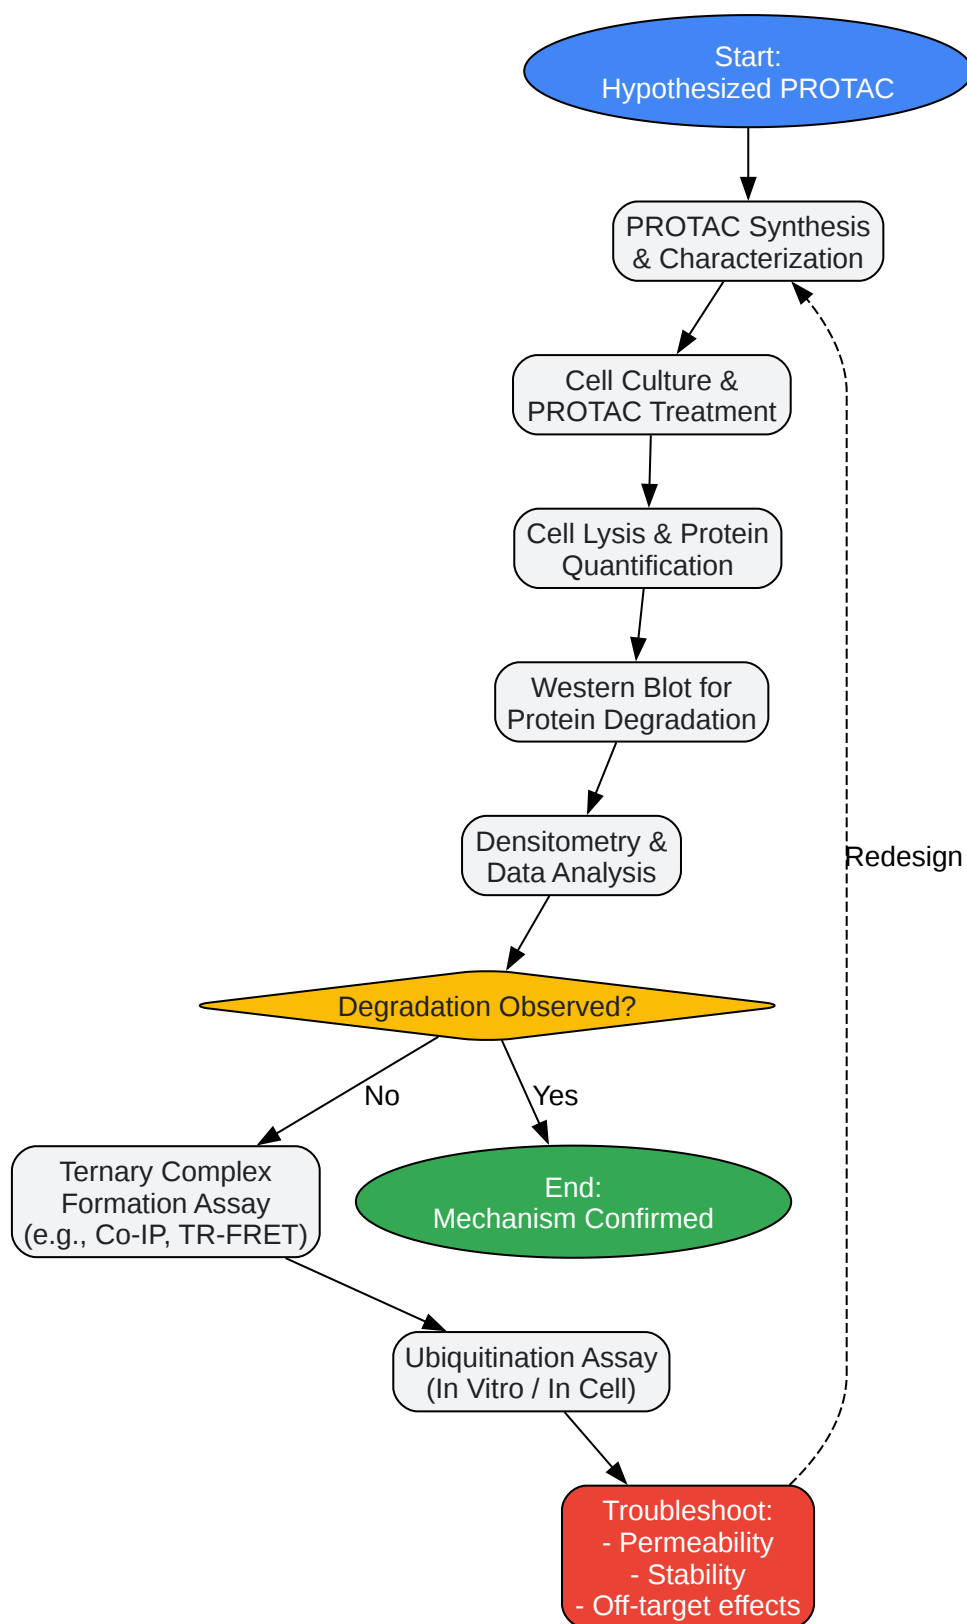 Start:
Hypothesized PROTAC
PROTAC Synthesis
& Characterization
Cell Culture &
PROTAC Treatment
Cell Lysis & Protein
Quantification
Western Blot for
Protein Degradation
Densitometry &
Data Analysis
Redesign
Degradation Observed?
No
Yes
Ternary Complex
Formation Assay
(e.g., Co-IP, TR-FRET)
End:
Mechanism Confirmed
Ubiquitination Assay
(In Vitro / In Cell)
Troubleshoot:
- Permeability
- Stability
- Off-target effects